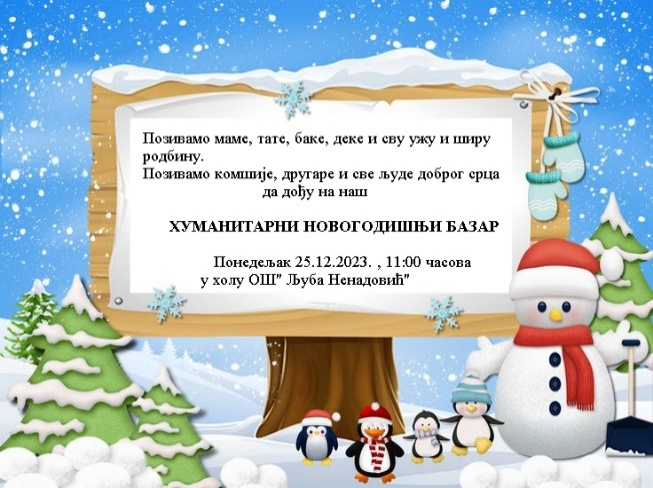 Позивамо маме, тате, баке, деке и сву ужу и ширу
родбину.
Позивамо комшије, другаре и све људе доброг срца
да дођу на наш
ХУМАНИТАРНИ НОВОГОДИШЊИ БАЗАР
Понедељак 25.12.2023. , 11:00 часова
у холу ОШ" Љуба Ненадовић"